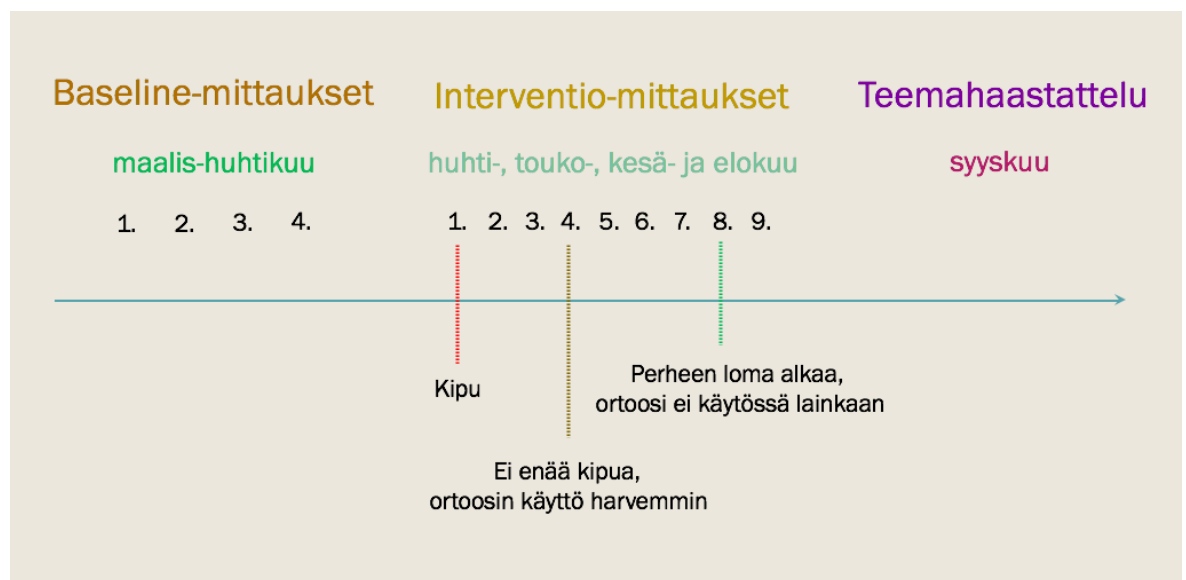 Baseline-mittaukset
Interventio-mittaukset
Teemahaastattelu
maalis-huhtikuu
huhti-, touko-, kesä- ja elokuu
syyskuu
1. 2. 3. 4.
1. 2. 3. 4. 5. 6. 7. 8. 9.
Kipu
Perheen loma alkaa,
ortoosi ei käytössä lainkaan
Ei enää kipua,
ortoosin käyttö harvemmin